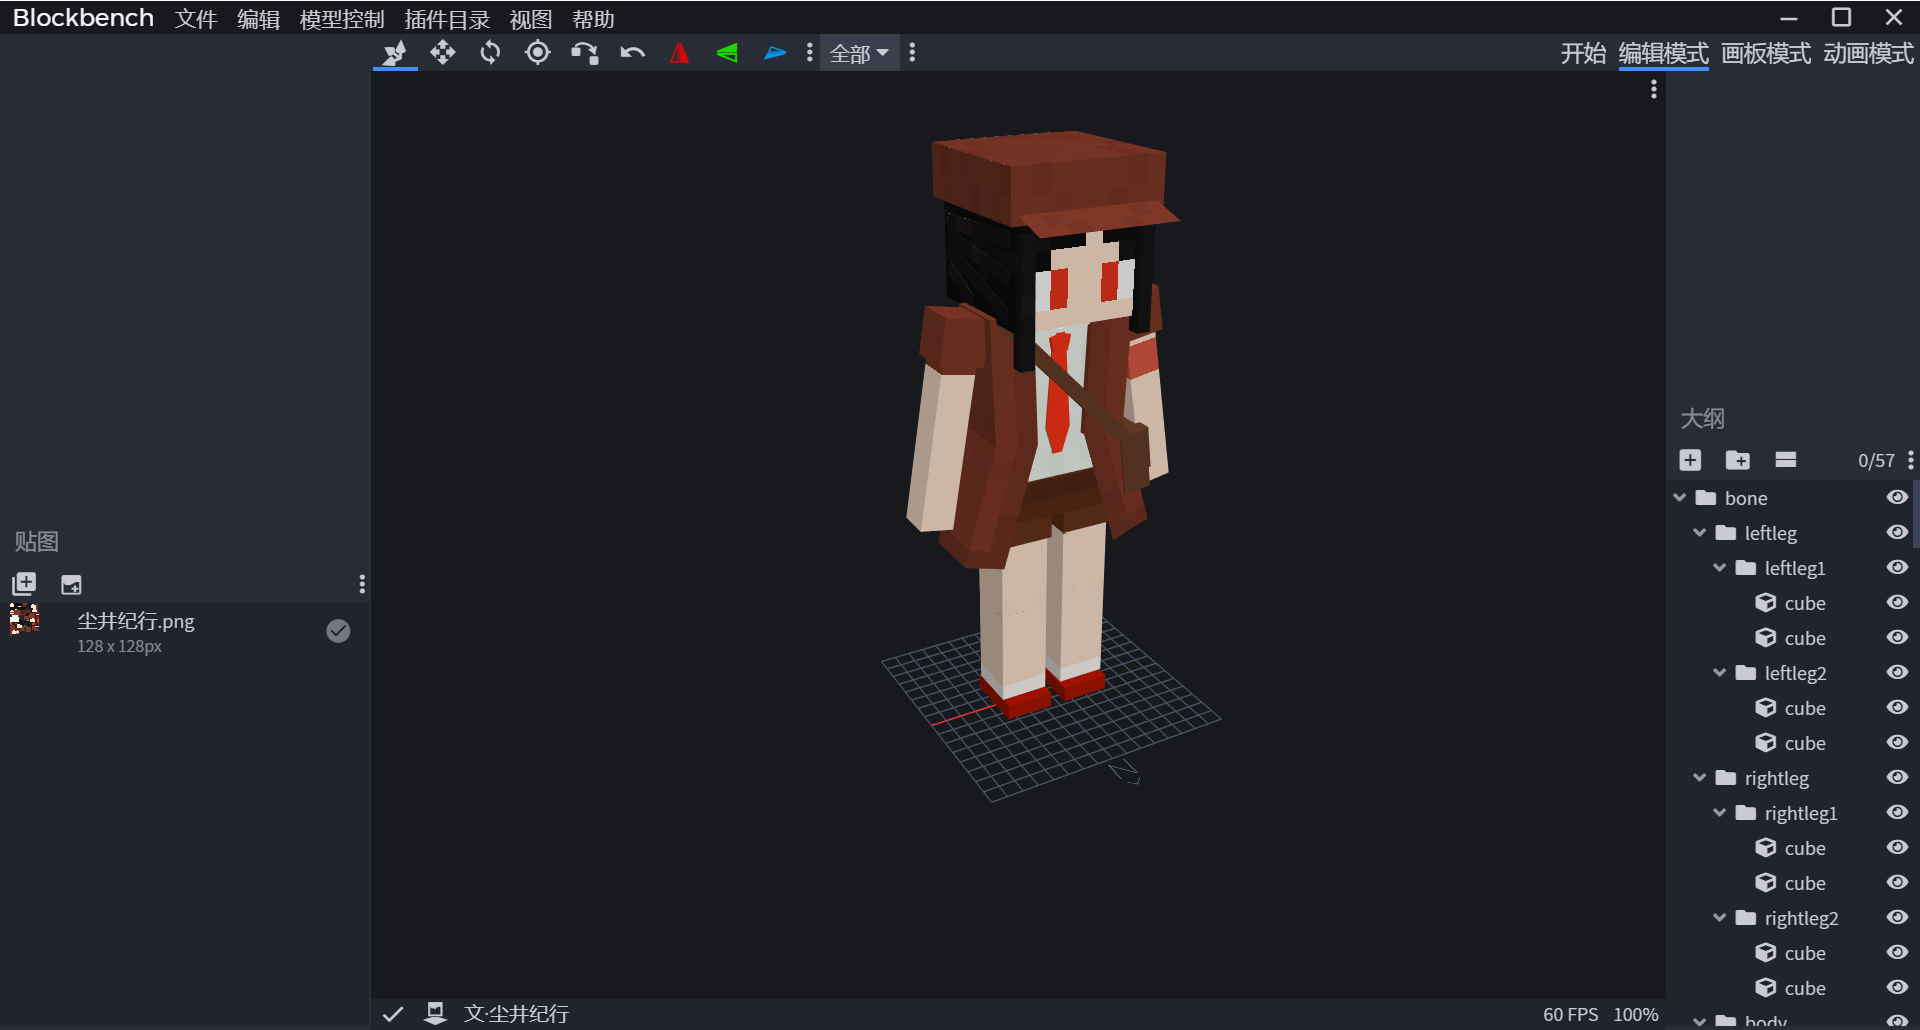 Blockbench 文件 编辑 模型控制 插件目录 视图 帮助
全部
开始 编辑模式 画板模式 动画模式
大纲
0/57
bone
leftleg
leftleg1
cube
cube
leftleg2
cube
cube
rightleg
rightleg1
cube
cube
rightleg2
cube
cube
body
贴图
尘井纪行.png
128 x 128px
文·尘井纪行
60 FPS 100%